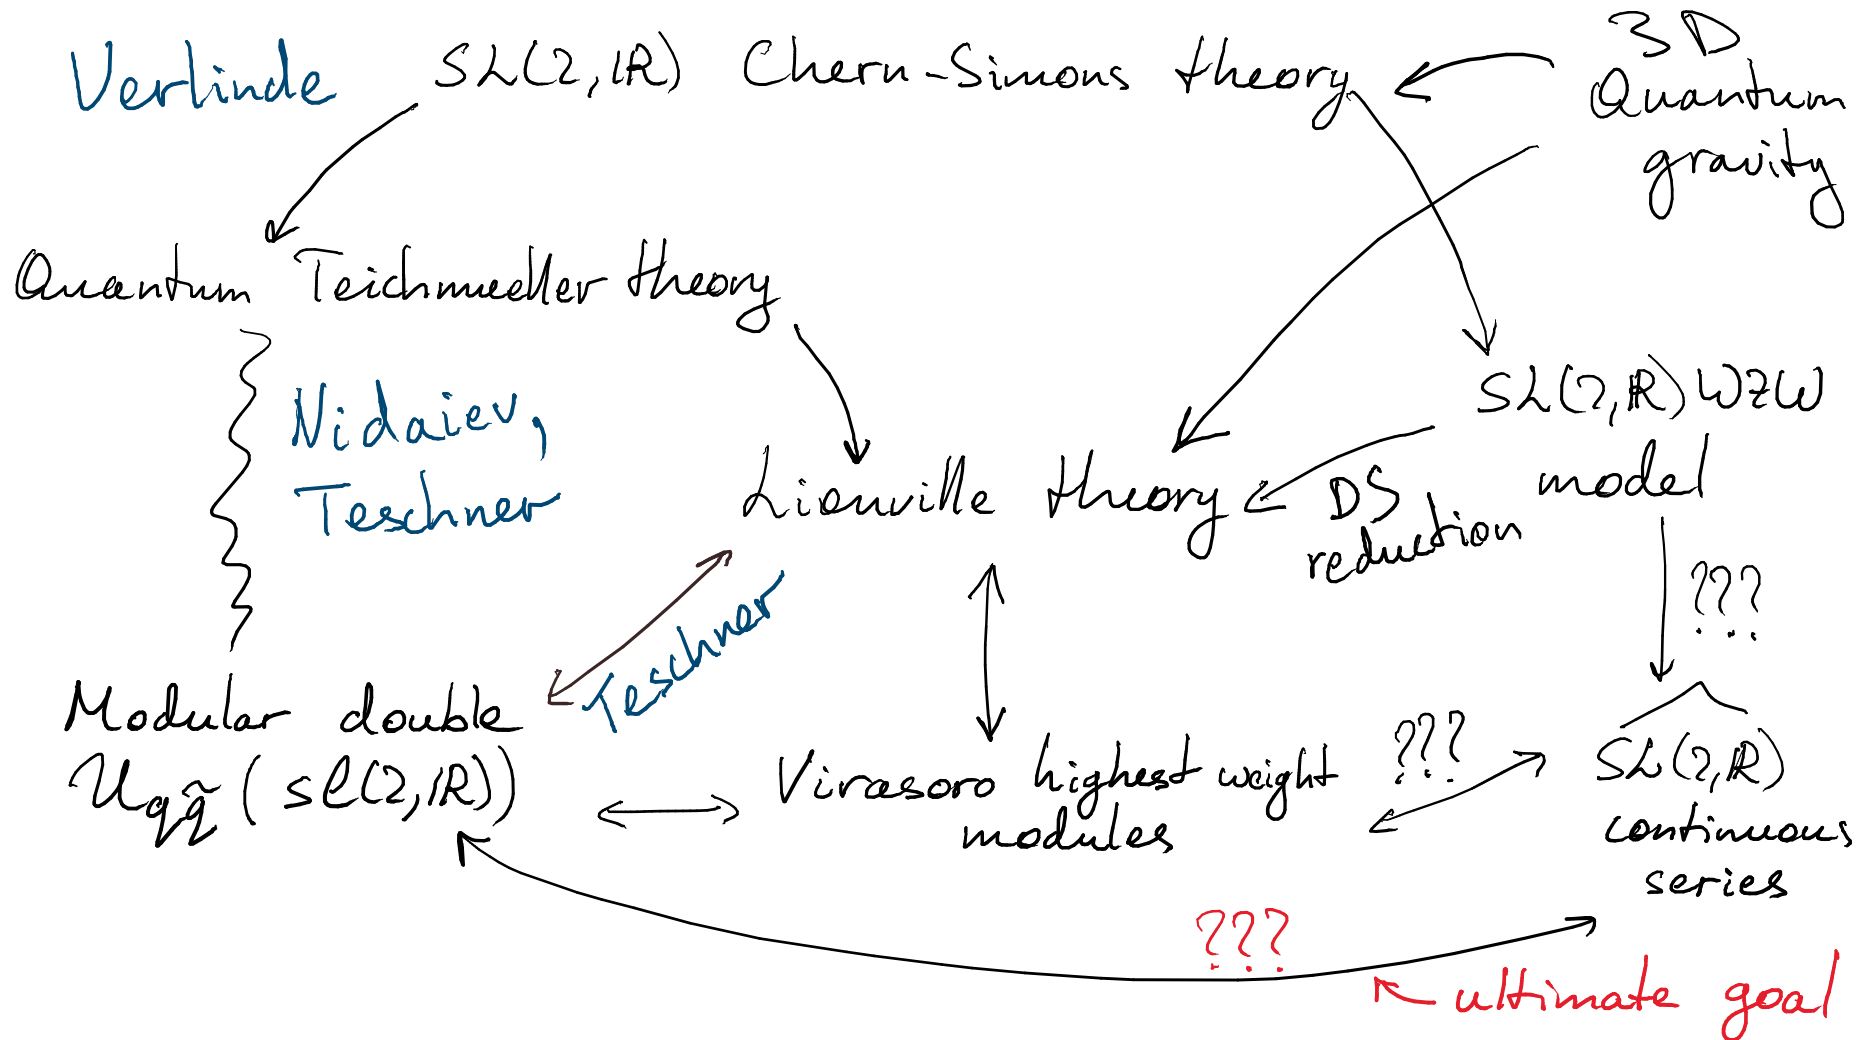 Verlinde
SL(2,ℝ) Chern-Simons theory
3D
Quantum
gravity
Quantum Teichmueller theory
Nidaiev,
Teschner
SL(2,ℝ) WZW
model
Liouville theory
DS
reduction
???
Teschner
Modular double
U_{q\tilde{q}}(sl(2,ℝ))
Virasoro highest weight
modules
???
\widehat{SL(2,ℝ)}
continuous
series
???
ultimate goal